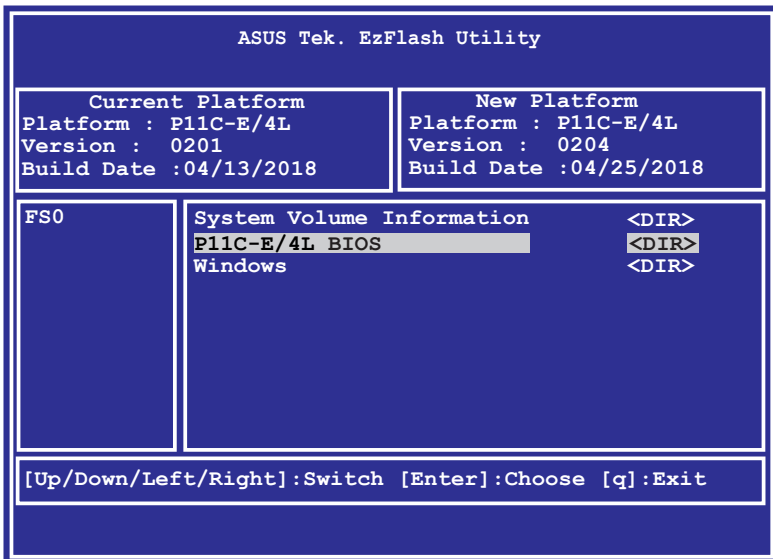 ASUS Tek. EzFlash Utility
Current Platform
Platform : P11C-E/4L
Version : 0201
Build Date :04/13/2018
New Platform
Platform : P11C-E/4L
Version : 0204
Build Date :04/25/2018
FS0
System Volume Information <DIR>
P11C-E/4L BIOS <DIR>
Windows <DIR>
[Up/Down/Left/Right]:Switch [Enter]:Choose [q]:Exit